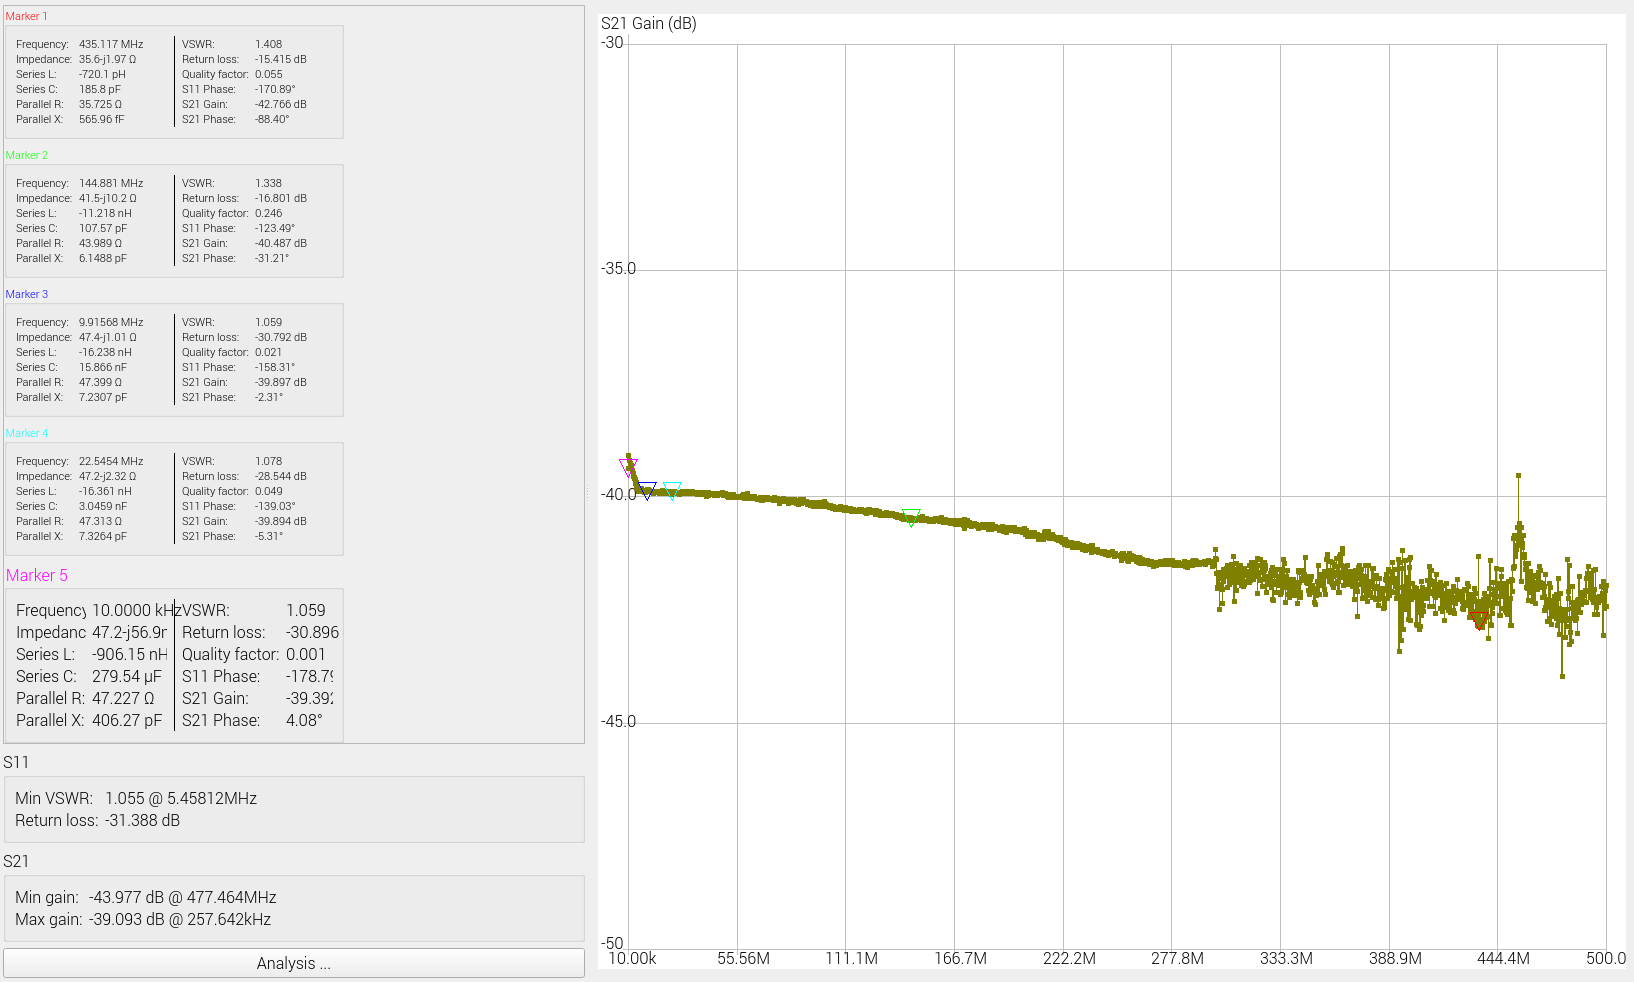 Marker 1
Frequency: 435.117 MHz VSWR: 1.408
Impedance: 35.6-j1.97 Ω Return loss: -15.415 dB
Series L: -720.1 pH Quality factor: 0.055
Series C: 185.8 pF S11 Phase: -170.89°
Parallel R: 35.725 Ω S21 Gain: -42.766 dB
Parallel X: 565.96 fF S21 Phase: -88.40°
Marker 2
Frequency: 144.881 MHz VSWR: 1.338
Impedance: 41.5-j10.2 Ω Return loss: -16.801 dB
Series L: -11.218 nH Quality factor: 0.246
Series C: 107.57 pF S11 Phase: -123.49°
Parallel R: 43.989 Ω S21 Gain: -40.487 dB
Parallel X: 6.1488 pF S21 Phase: -31.21°
Marker 3
Frequency: 9.91568 MHz VSWR: 1.059
Impedance: 47.4-j1.01 Ω Return loss: -30.792 dB
Series L: -16.238 nH Quality factor: 0.021
Series C: 15.866 nF S11 Phase: -158.31°
Parallel R: 47.399 Ω S21 Gain: -39.897 dB
Parallel X: 7.2307 pF S21 Phase: -2.31°
Marker 4
Frequency: 22.5454 MHz VSWR: 1.078
Impedance: 47.2-j2.32 Ω Return loss: -28.544 dB
Series L: -16.361 nH Quality factor: 0.049
Series C: 3.0459 nF S11 Phase: -139.03°
Parallel R: 47.313 Ω S21 Gain: -39.894 dB
Parallel X: 7.3264 pF S21 Phase: -5.31°
Marker 5
Frequency 10.0000 kHz VSWR: 1.059
Impedanc 47.2-j56.9r Return loss: -30.896
Series L: -906.15 nH Quality factor: 0.001
Series C: 279.54 µF S11 Phase: -178.79
Parallel R: 47.227 Ω S21 Gain: -39.392
Parallel X: 406.27 pF S21 Phase: 4.08°
S11
Min VSWR: 1.055 @ 5.45812MHz
Return loss: -31.388 dB
S21
Min gain: -43.977 dB @ 477.464MHz
Max gain: -39.093 dB @ 257.642kHz
Analysis ...
S21 Gain (dB)
-30
-35.0
-40.0
-45.0
-50
10.00k 55.56M 111.1M 166.7M 222.2M 277.8M 333.3M 388.9M 444.4M 500.0